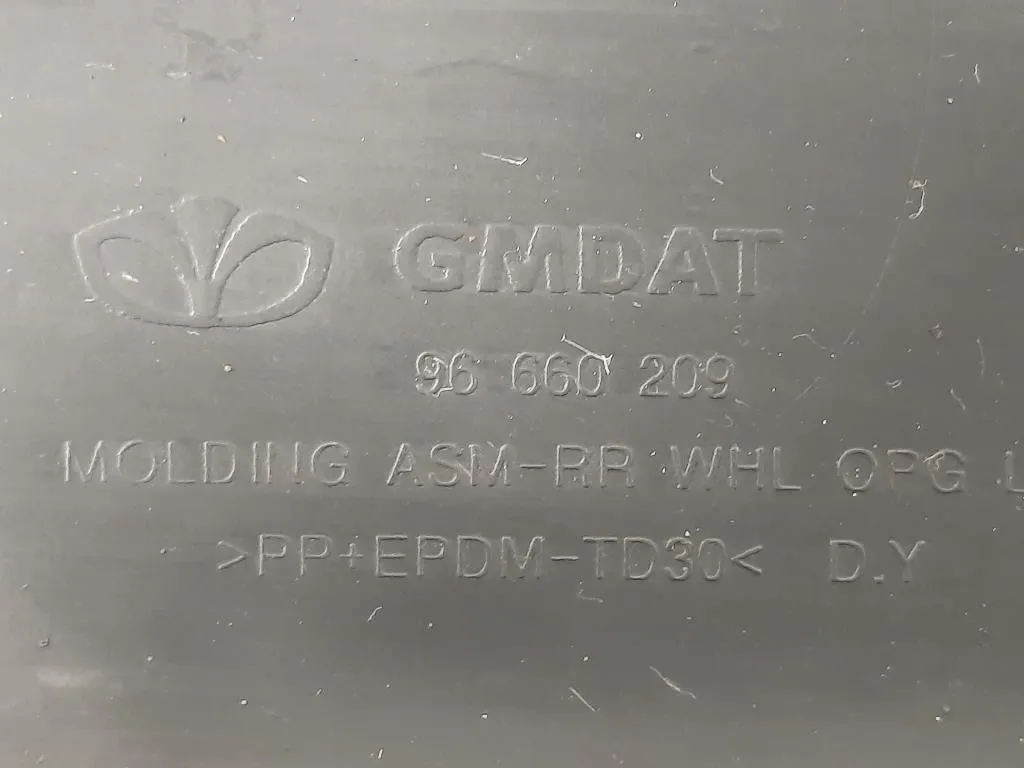 GMDAT
96 660 209
MOLDING ASM-RR WHL OPG L
>PP+EPDM-TD30< D.Y